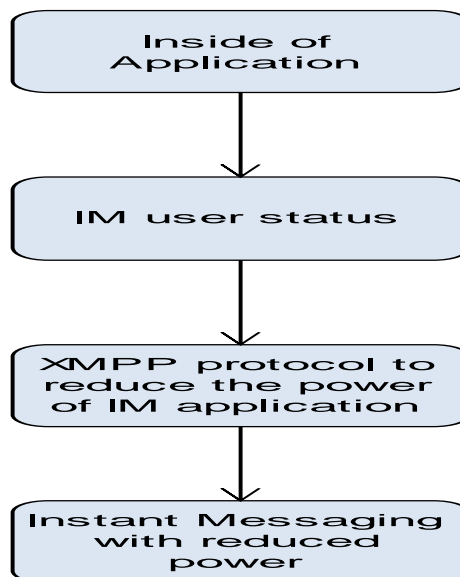 Inside of
Application
IM user status
XMPP protocol to
reduce the power
of IM application
Instant Messaging
with reduced
power